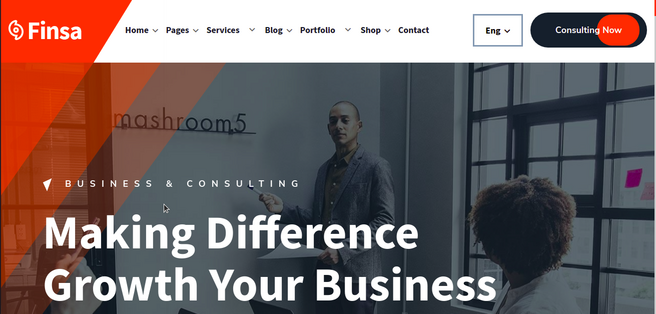 Finsa
Home Pages Services Blog Portfolio Shop Contact
Eng
Consulting Now
mashroom5
BUSINESS & CONSULTING
Making Difference
Growth Your Business